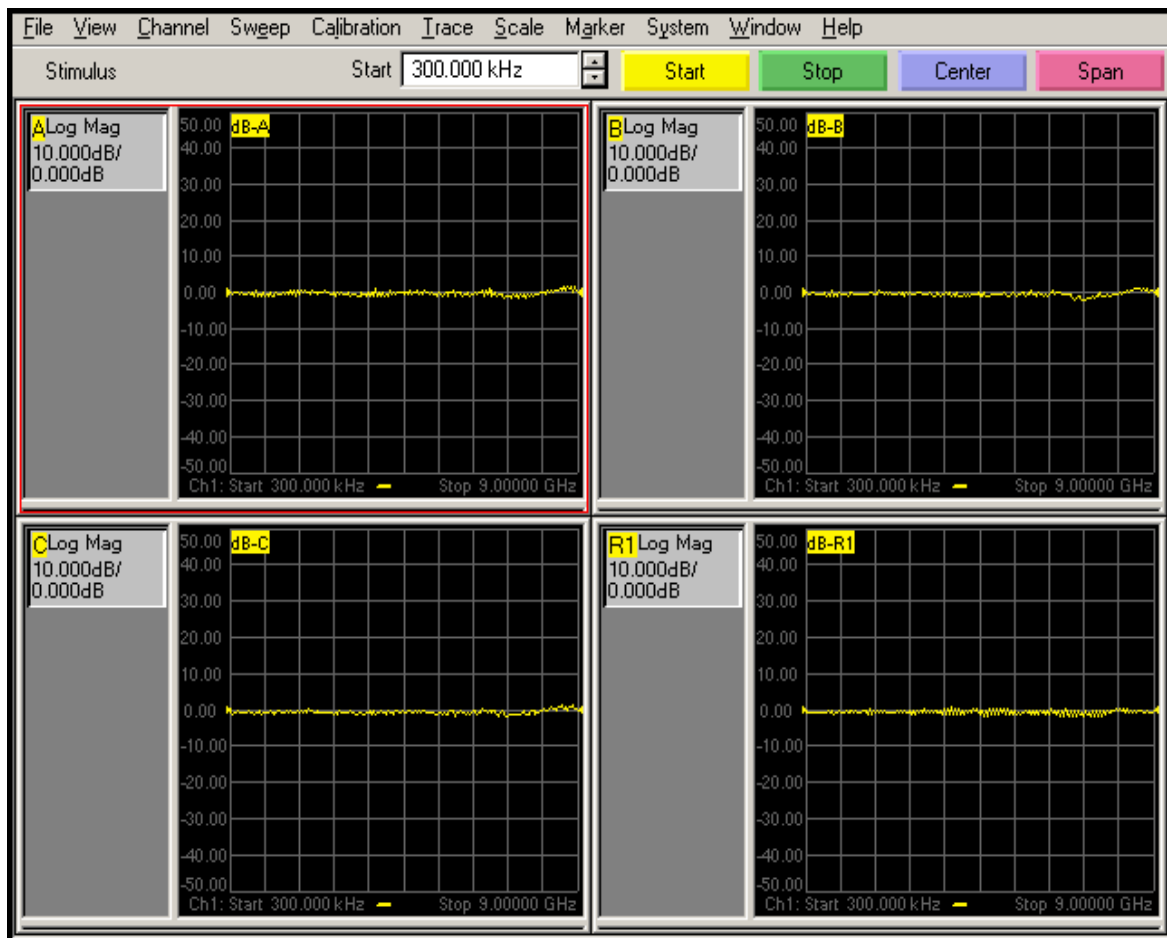 File View Channel Sweep Calibration Trace Scale Marker System Window Help
Stimulus Start 300.000 kHz Start Stop Center Span
A Log Mag
10.000dB/
0.000dB
50.00 dB-A
40.00
30.00
20.00
10.00
0.00
-10.00
-20.00
-30.00
-40.00
-50.00
Ch1: Start 300.000 kHz Stop 9.00000 GHz
B Log Mag
10.000dB/
0.000dB
50.00 dB-B
40.00
30.00
20.00
10.00
0.00
-10.00
-20.00
-30.00
-40.00
-50.00
Ch1: Start 300.000 kHz Stop 9.00000 GHz
C Log Mag
10.000dB/
0.000dB
50.00 dB-C
40.00
30.00
20.00
10.00
0.00
-10.00
-20.00
-30.00
-40.00
-50.00
Ch1: Start 300.000 kHz Stop 9.00000 GHz
R1 Log Mag
10.000dB/
0.000dB
50.00 dB-R1
40.00
30.00
20.00
10.00
0.00
-10.00
-20.00
-30.00
-40.00
-50.00
Ch1: Start 300.000 kHz Stop 9.00000 GHz